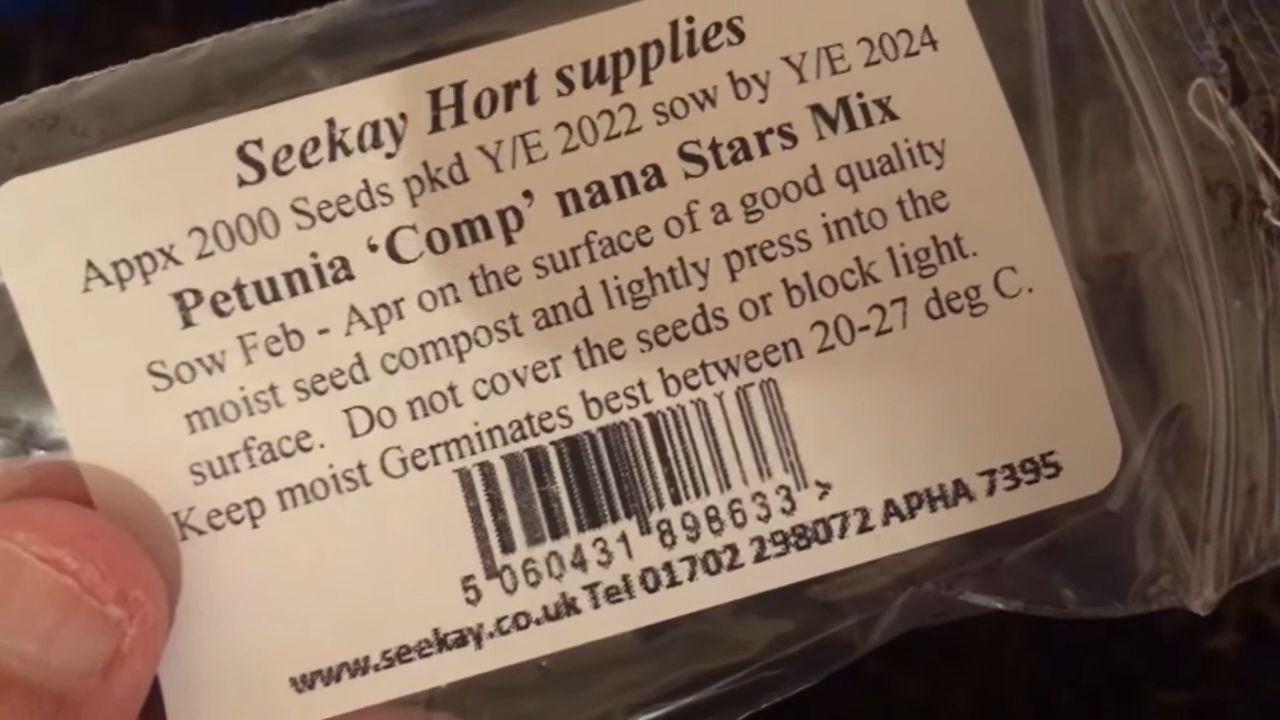 Seekay Hort supplies
Appx 2000 Seeds pkd Y/E 2022 sow by Y/E 2024
Petunia ‘Comp’ nana Stars Mix
Sow Feb - Apr on the surface of a good quality
moist seed compost and lightly press into the
surface. Do not cover the seeds or block light.
Keep moist Germinates best between 20-27 deg C.
5 060431 898633 >
www.seekay.co.uk Tel 01702 298072 APHA 7395